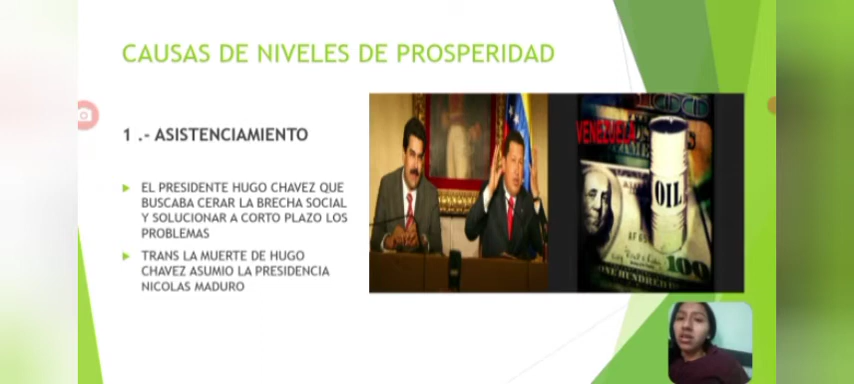 CAUSAS DE NIVELES DE PROSPERIDAD
1 .- ASISTENCIAMIENTO
EL PRESIDENTE HUGO CHAVEZ QUE
BUSCABA CERAR LA BRECHA SOCIAL
Y SOLUCIONAR A CORTO PLAZO LOS
PROBLEMAS
TRANS LA MUERTE DE HUGO
CHAVEZ ASUMIO LA PRESIDENCIA
NICOLAS MADURO
VENEZUELA
OIL
100